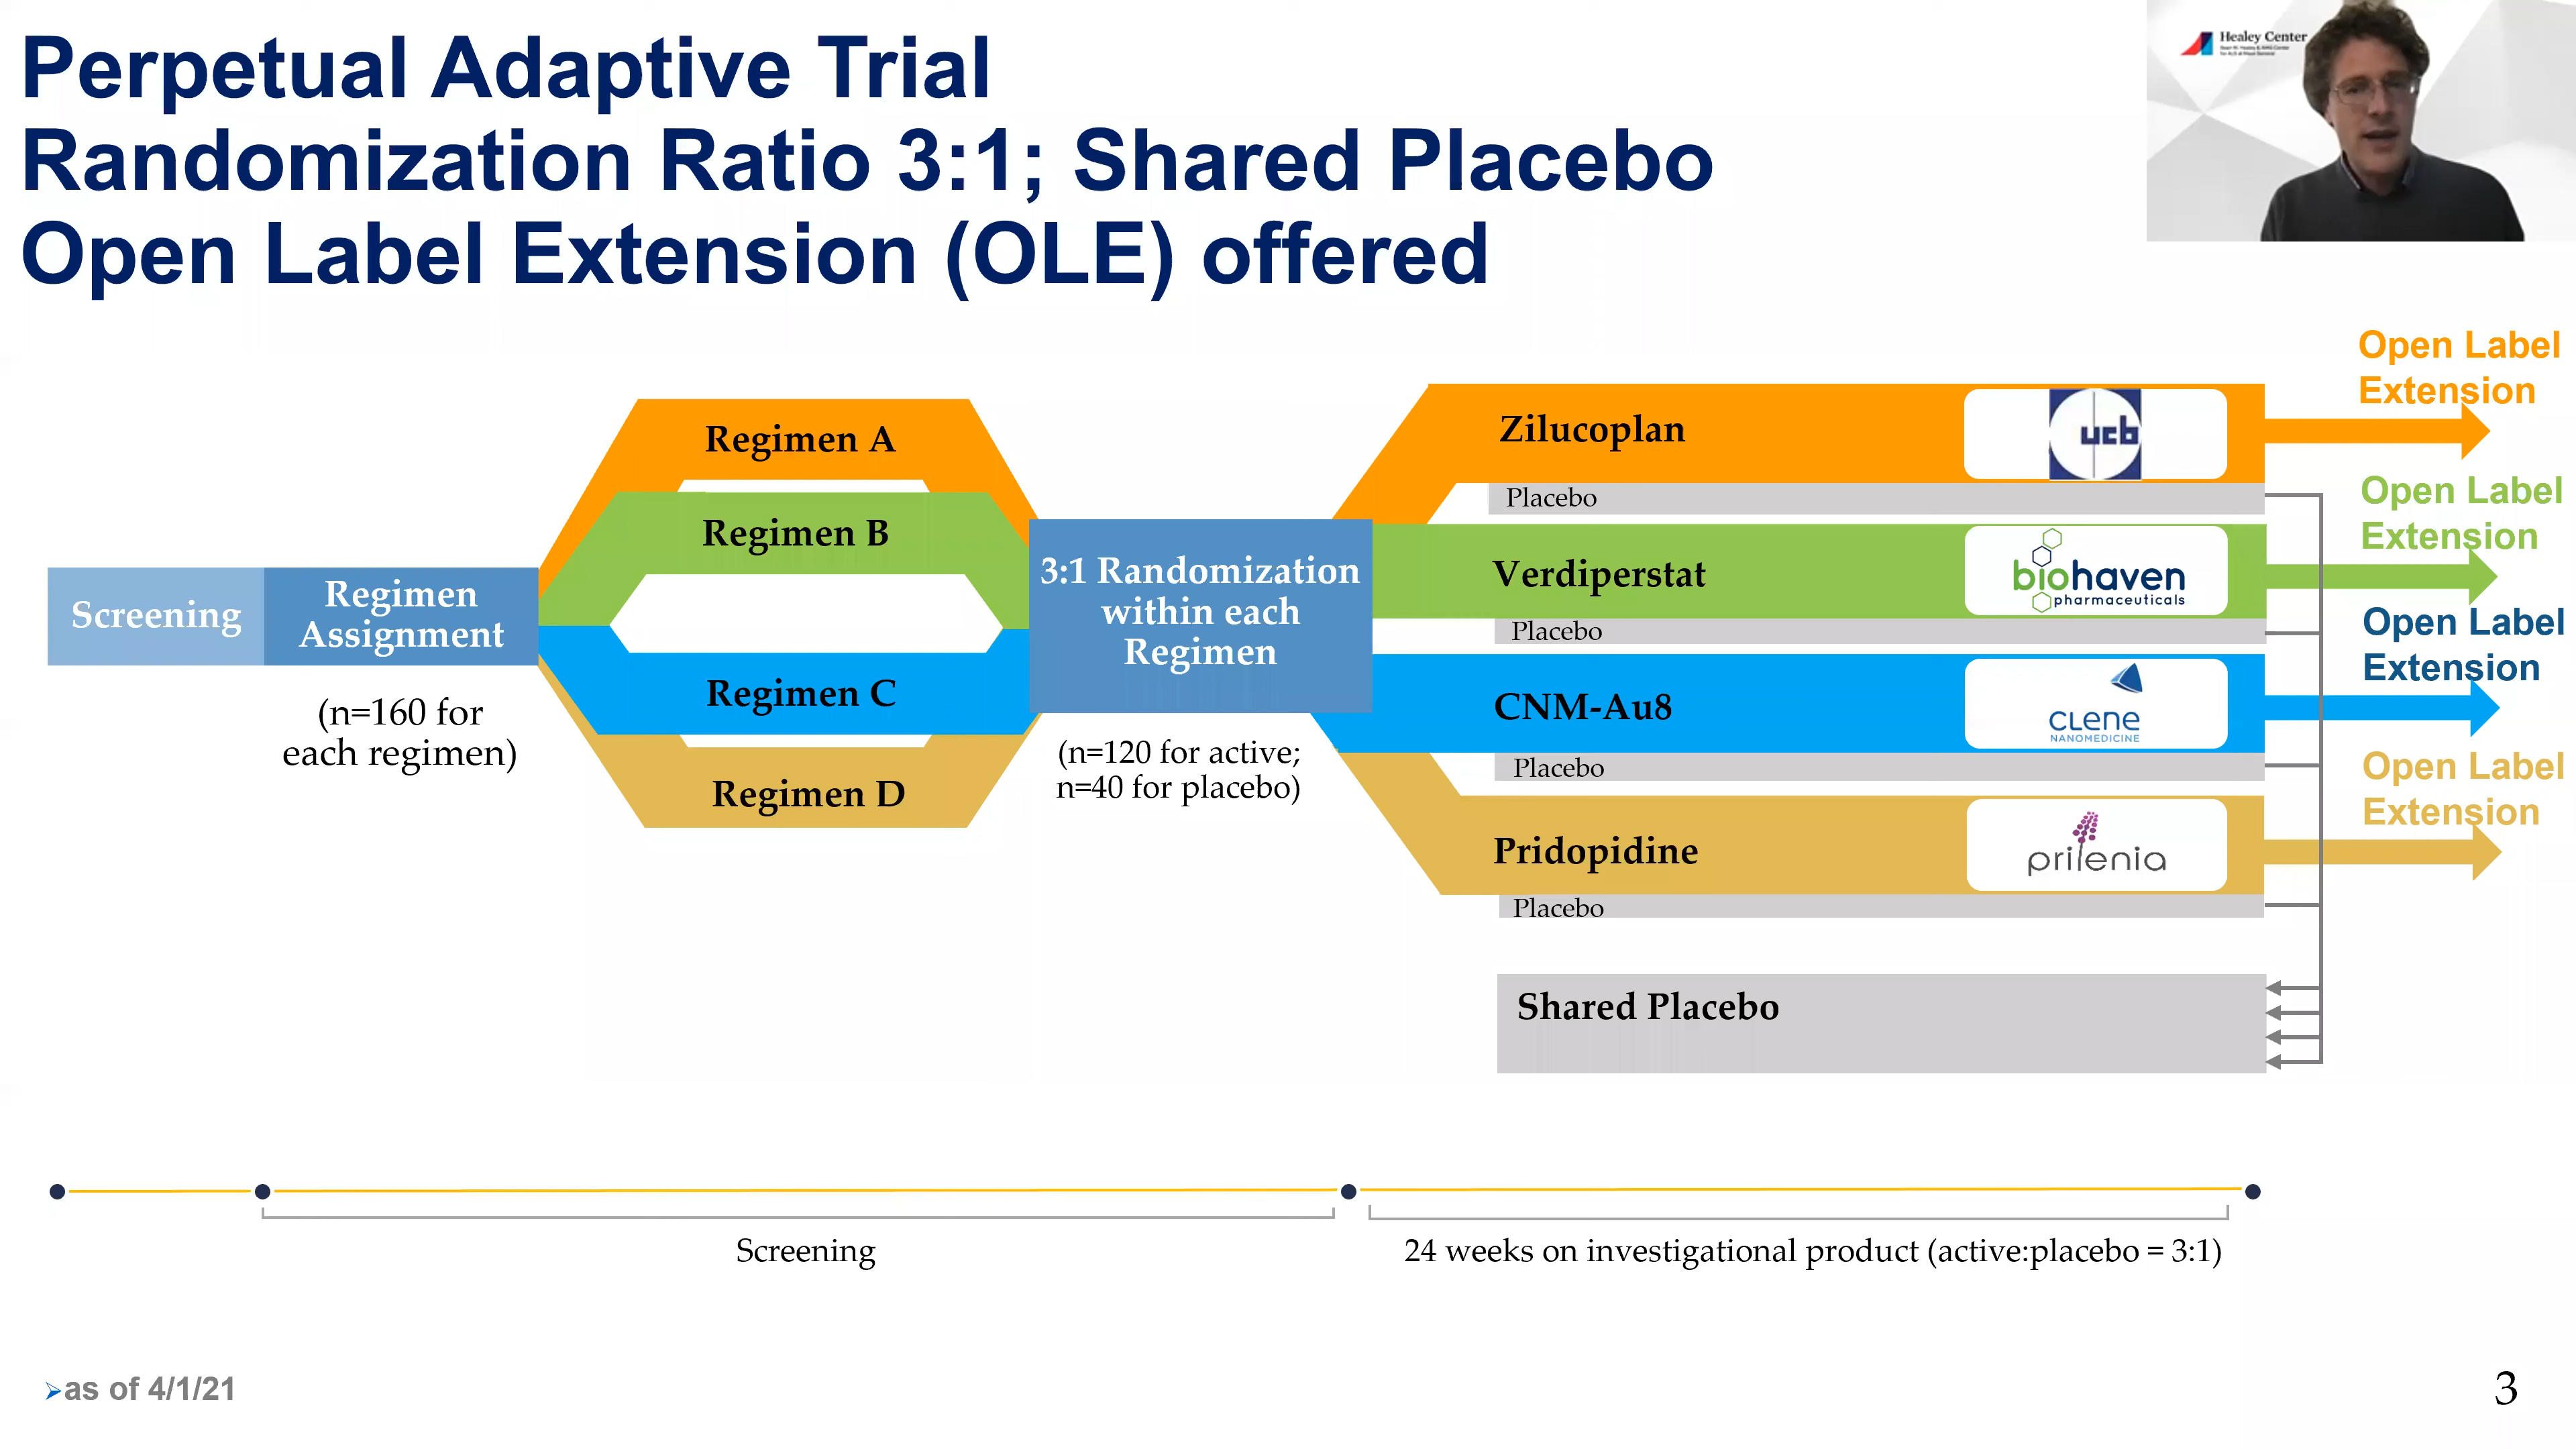 Perpetual Adaptive Trial
Randomization Ratio 3:1; Shared Placebo
Open Label Extension (OLE) offered
Healey Center
Screening
Regimen
Assignment
(n=160 for
each regimen)
Regimen A
Regimen B
Regimen C
Regimen D
3:1 Randomization
within each
Regimen
(n=120 for active;
n=40 for placebo)
Zilucoplan
ucb
Placebo
Verdiperstat
biohaven
pharmaceuticals
Placebo
CNM-Au8
CLENE
NANOMEDICINE
Placebo
Pridopidine
prilenia
Placebo
Shared Placebo
Open Label
Extension
Open Label
Extension
Open Label
Extension
Open Label
Extension
Screening
24 weeks on investigational product (active:placebo = 3:1)
as of 4/1/21
3